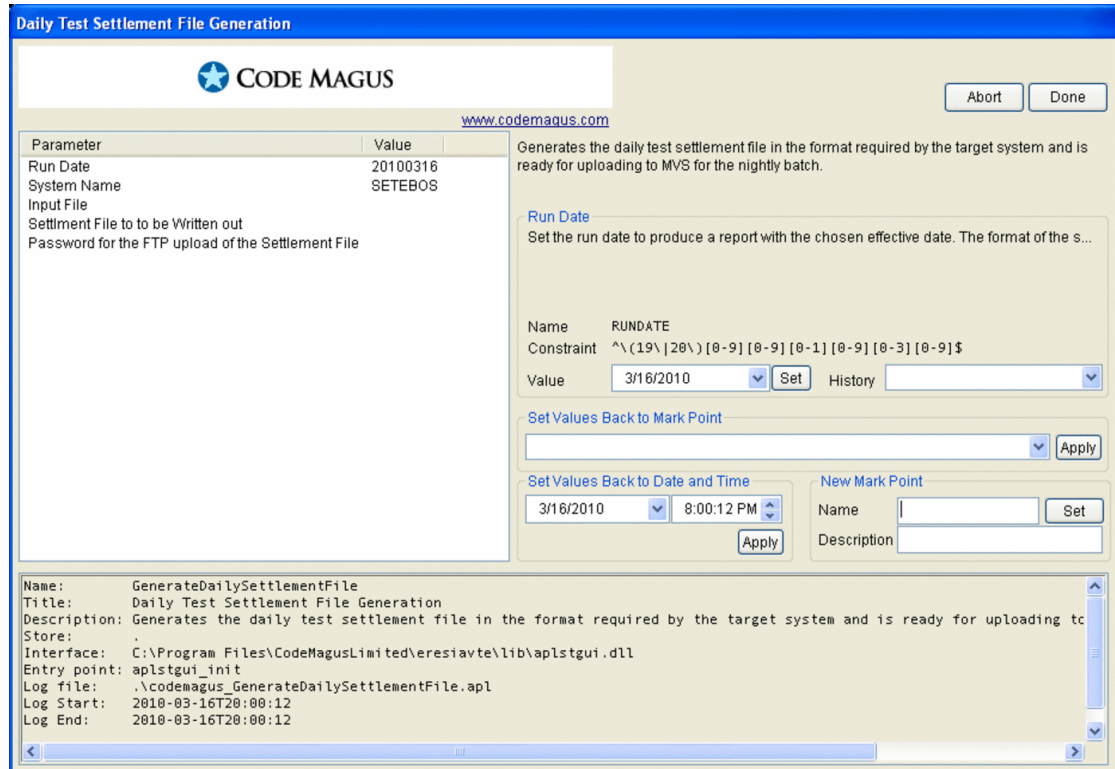 Daily Test Settlement File Generation
CODE MAGUS
Abort Done
www.codemagus.com
Parameter Value
Run Date 20100316
System Name SETEBOS
Input File
Settlment File to to be Written out
Password for the FTP upload of the Settlement File
Generates the daily test settlement file in the format required by the target system and is
ready for uploading to MVS for the nightly batch.
Run Date
Set the run date to produce a report with the chosen effective date. The format of the s...
Name RUNDATE
Constraint ^\(19\|20\)[0-9][0-9][0-1][0-9][0-3][0-9]$
Value 3/16/2010 Set History
Set Values Back to Mark Point
Apply
Set Values Back to Date and Time
3/16/2010 8:00:12 PM
Apply
New Mark Point
Name Set
Description
Name: GenerateDailySettlementFile
Title: Daily Test Settlement File Generation
Description: Generates the daily test settlement file in the format required by the target system and is ready for uploading to
Store: .
Interface: C:\Program Files\CodeMagusLimited\eresiavte\lib\aplstgui.dll
Entry point: aplstgui_init
Log file: .\codemagus_GenerateDailySettlementFile.apl
Log Start: 2010-03-16T20:00:12
Log End: 2010-03-16T20:00:12